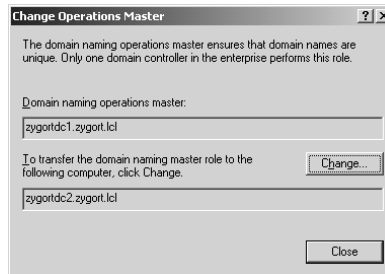 Change Operations Master
The domain naming operations master ensures that domain names are
unique. Only one domain controller in the enterprise performs this role.
Domain naming operations master:
zygortdc1.zygort.lcl
To transfer the domain naming master role to the
following computer, click Change.
Change...
zygortdc2.zygort.lcl
Close